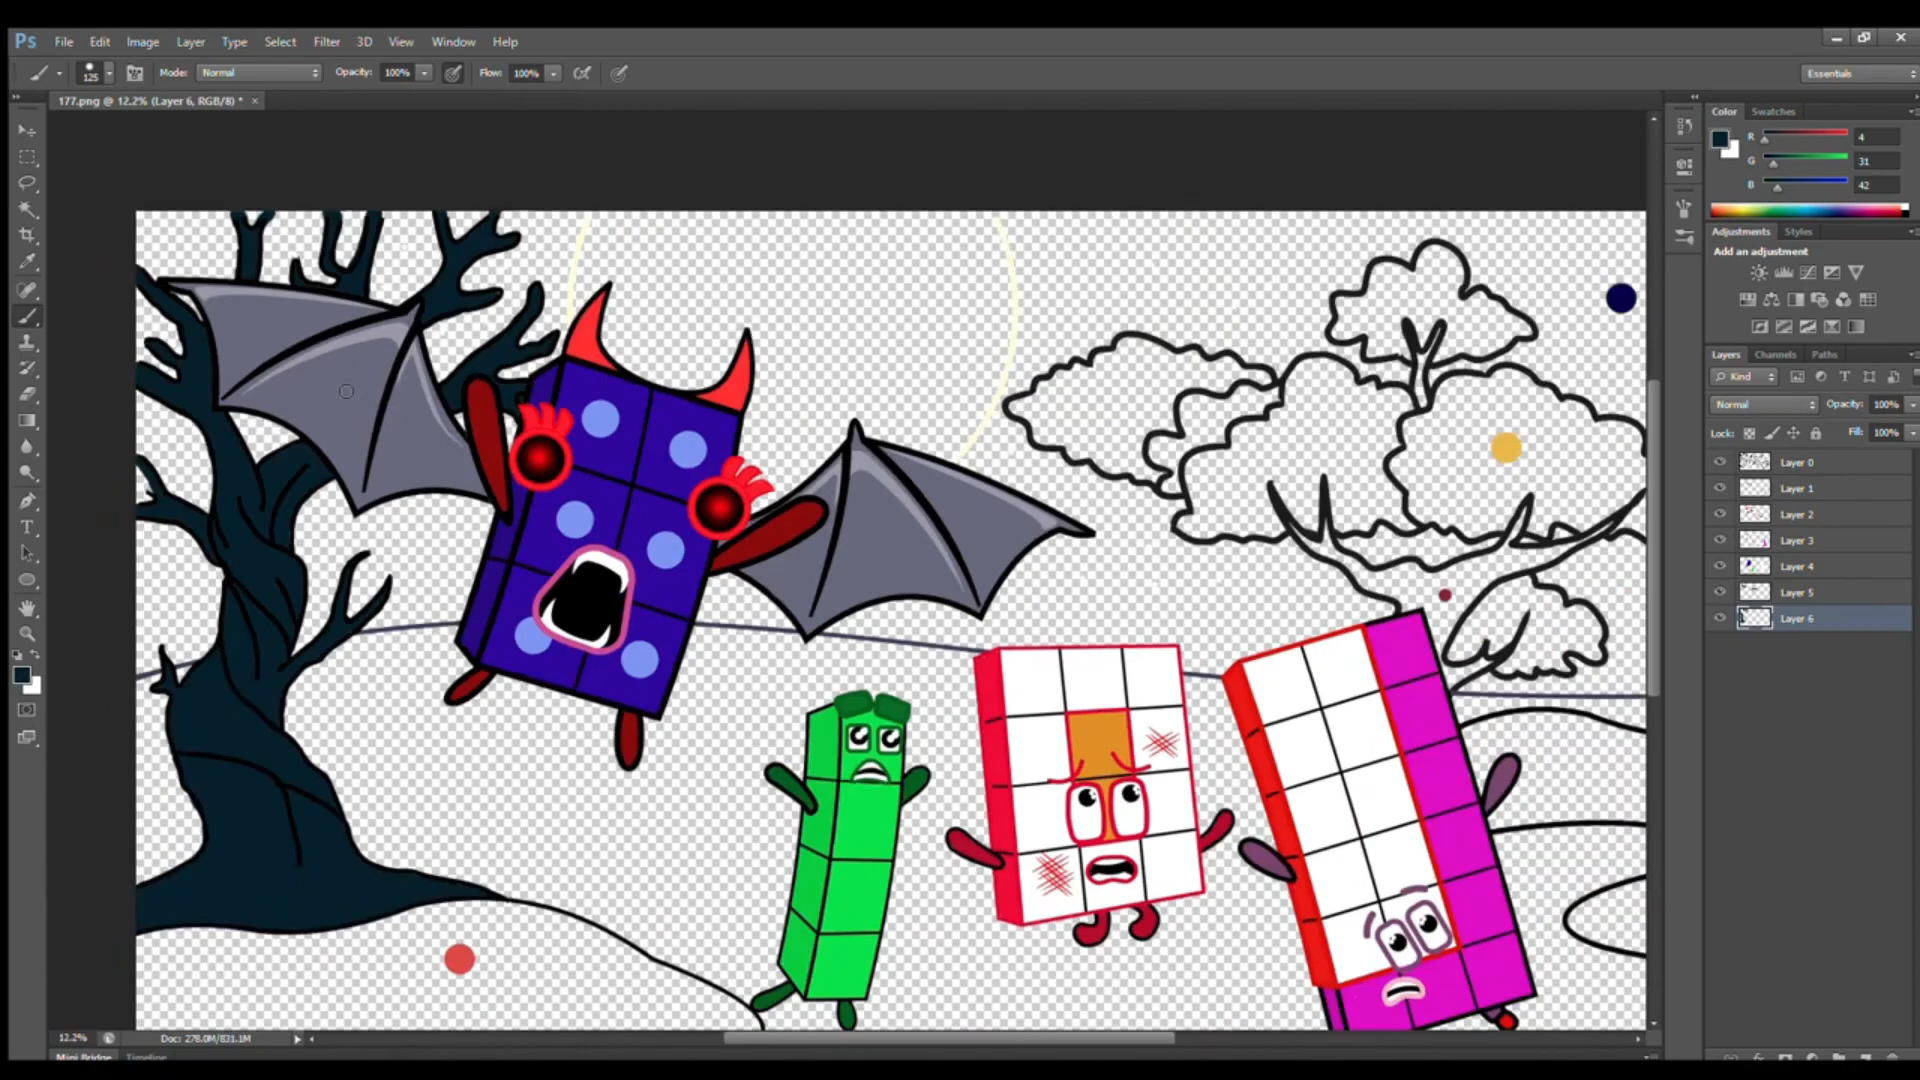 Ps File Edit Image Layer Type Select Filter 3D View Window Help
125 Mode: Normal Opacity: 100% Flow: 100% Essentials
177.png @ 12.2% (Layer 6, RGB/8) * ×
Color Swatches
R 4
G 31
B 42
Adjustments Styles
Add an adjustment
Layers Channels Paths
Kind
Normal Opacity: 100%
Lock: Fill: 100%
Layer 0
Layer 1
Layer 2
Layer 3
Layer 4
Layer 5
Layer 6
12.2% Doc: 278.0M/831.1M
Mini Bridge Timeline